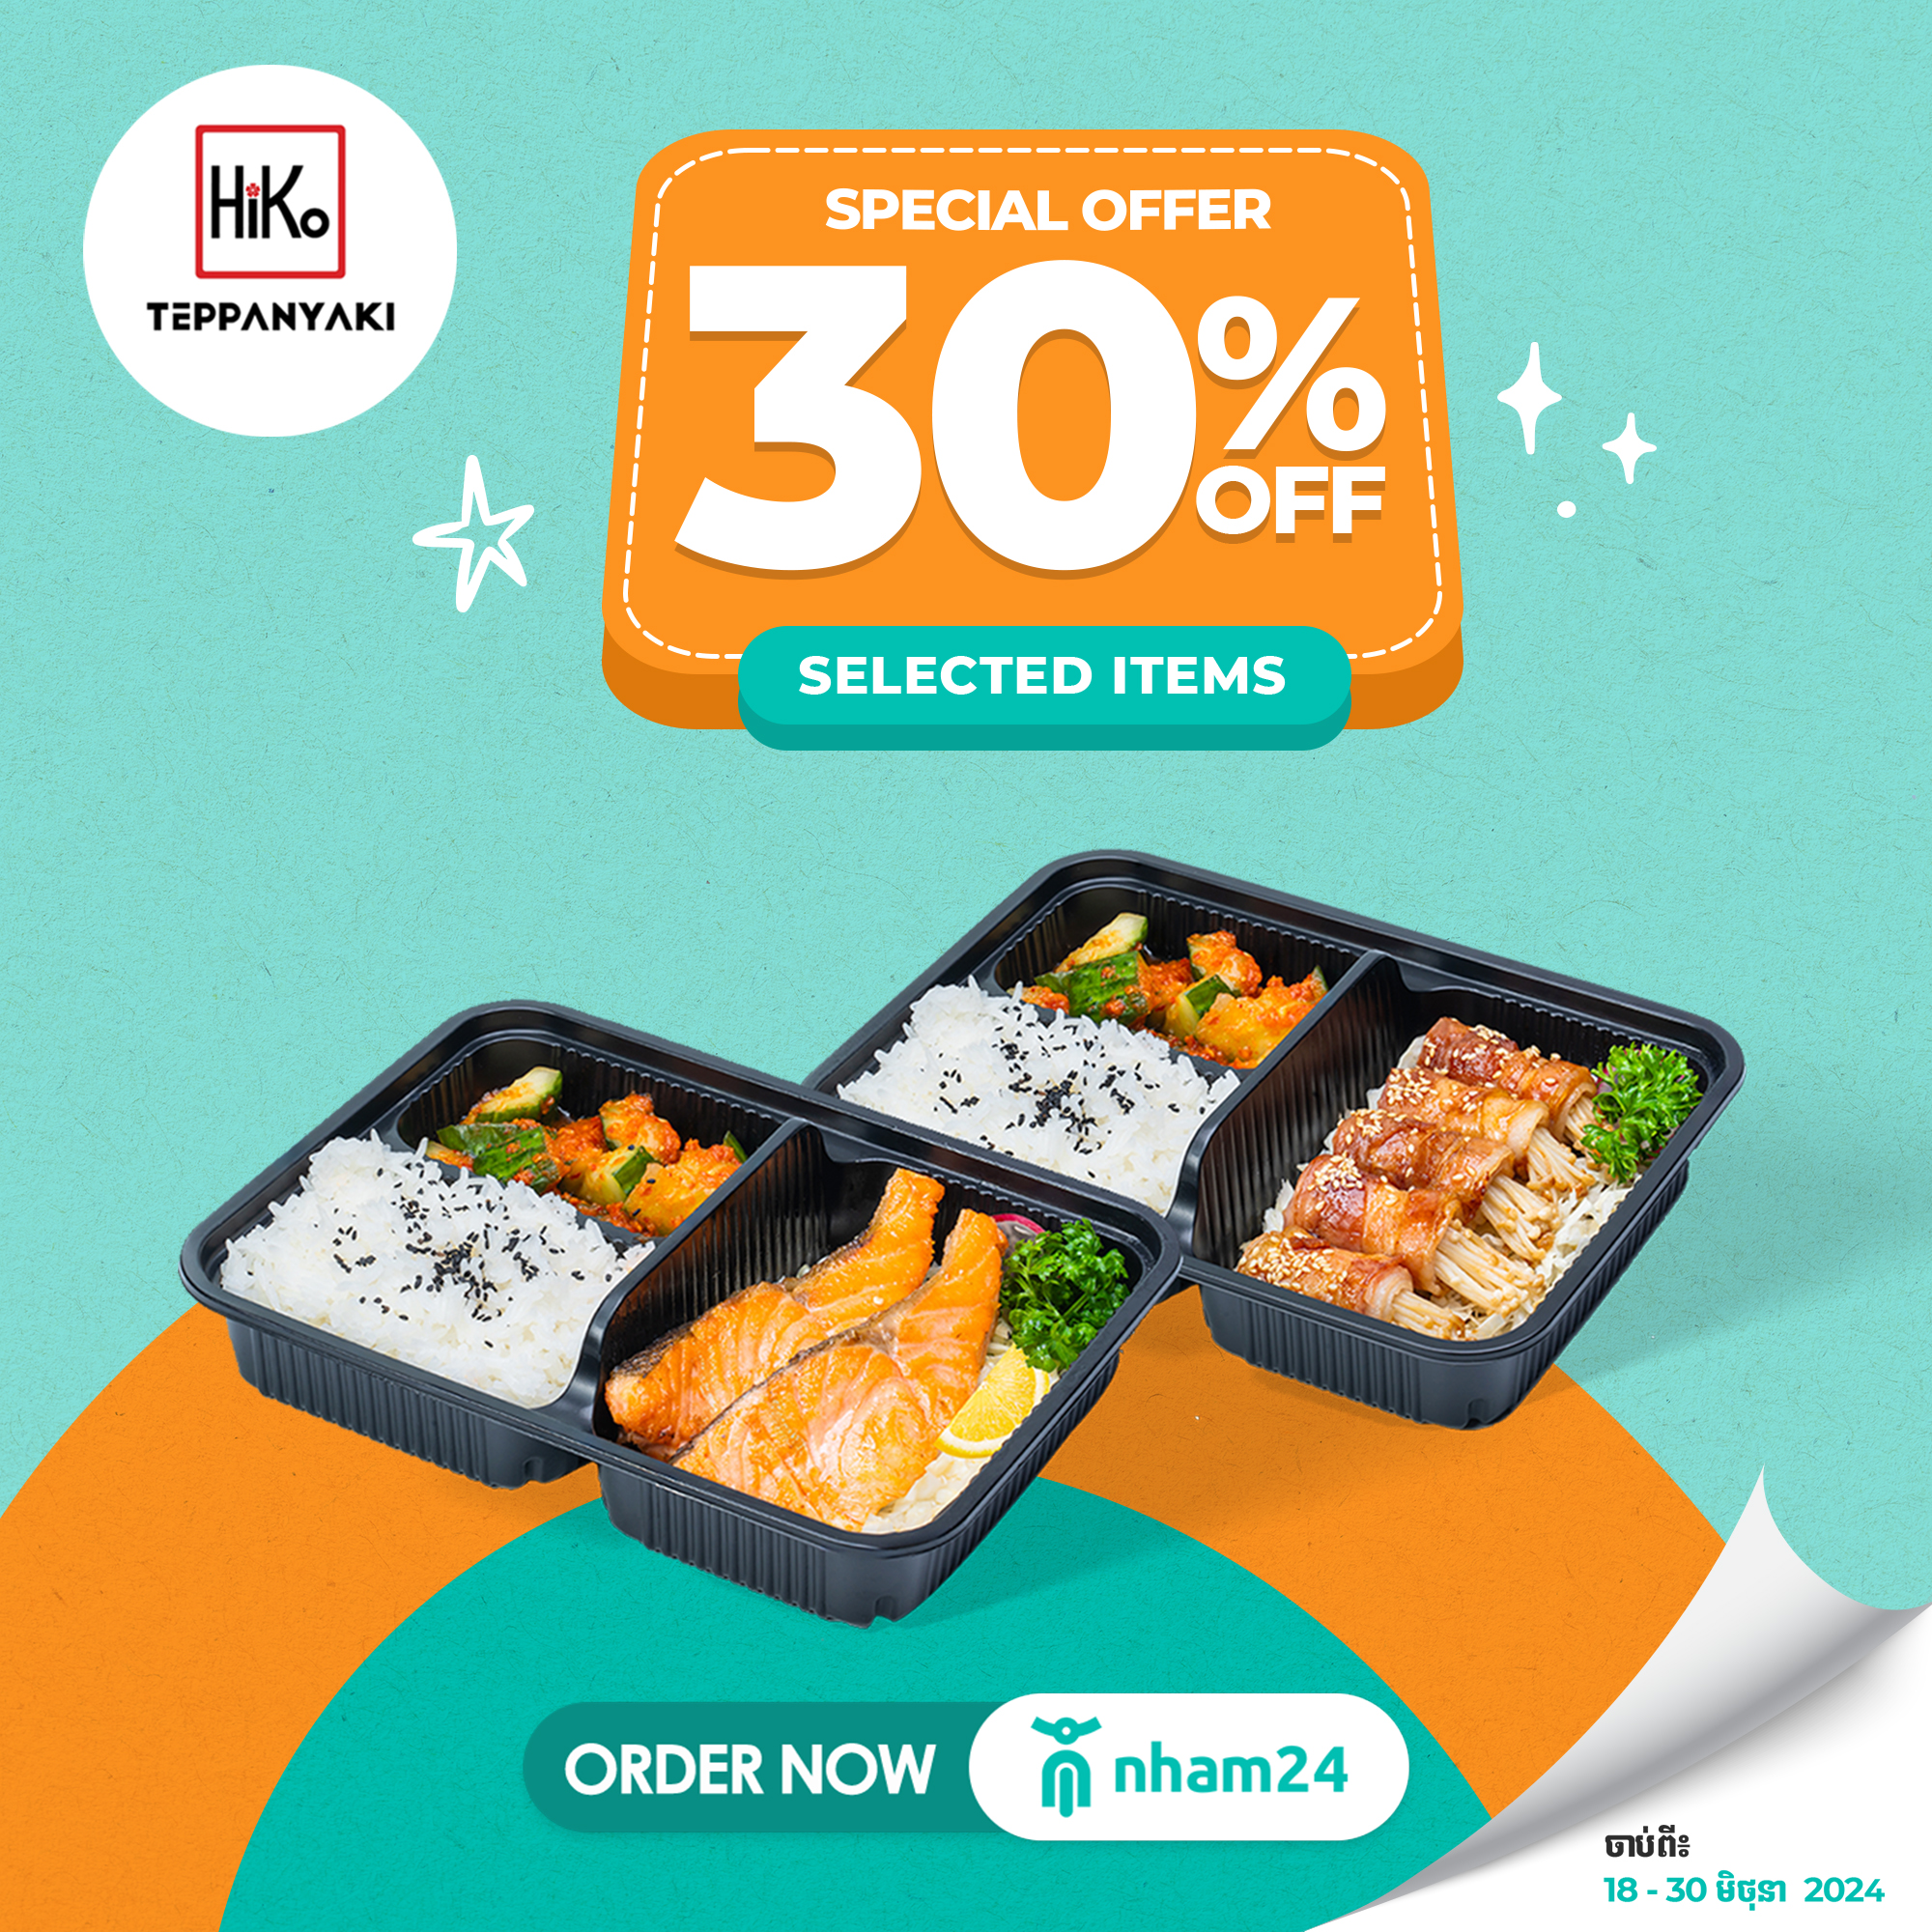 HiKo
TEPPANYAKI
SPECIAL OFFER
30%
OFF
SELECTED ITEMS
ORDER NOW
nham24
ចាប់ពី៖
18 - 30 មិថុនា 2024